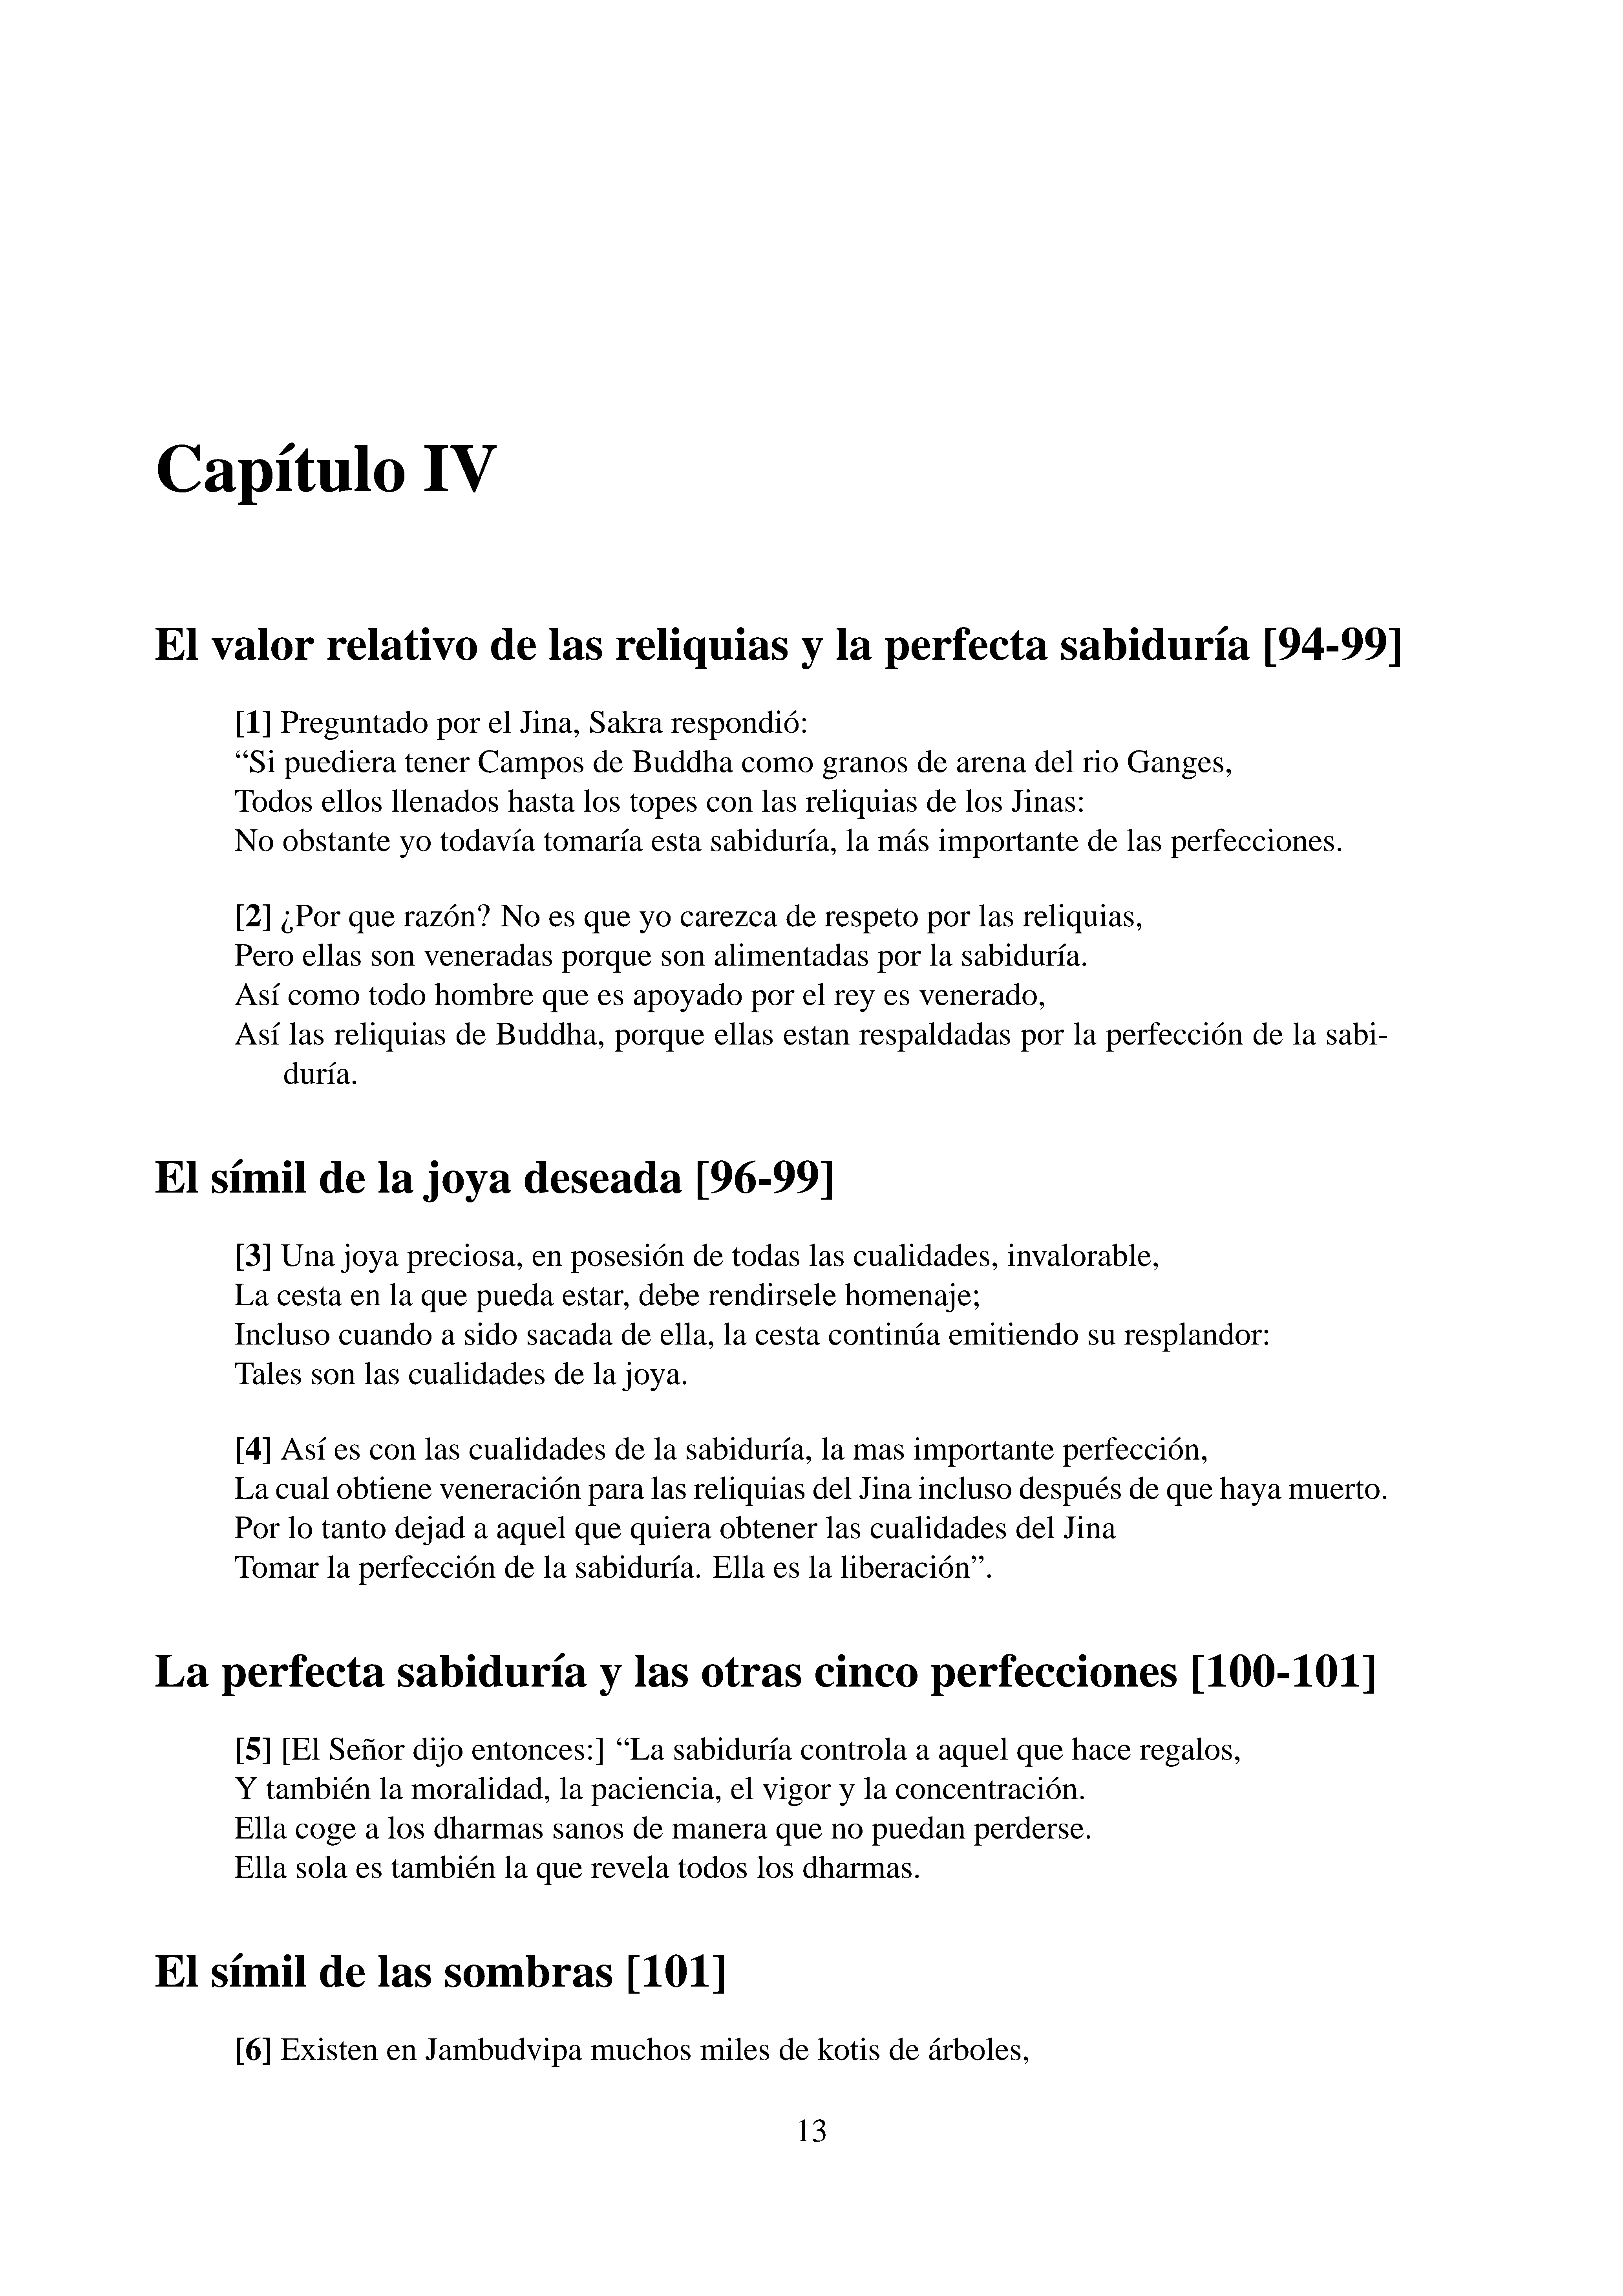 Capítulo IV
El valor relativo de las reliquias y la perfecta sabiduría [94-99]
[1] Preguntado por el Jina, Sakra respondió:
“Si puediera tener Campos de Buddha como granos de arena del rio Ganges,
Todos ellos llenados hasta los topes con las reliquias de los Jinas:
No obstante yo todavía tomaría esta sabiduría, la más importante de las perfecciones.
[2] ¿Por que razón? No es que yo carezca de respeto por las reliquias,
Pero ellas son veneradas porque son alimentadas por la sabiduría.
Así como todo hombre que es apoyado por el rey es venerado,
Así las reliquias de Buddha, porque ellas estan respaldadas por la perfección de la sabi-
duría.
El símil de la joya deseada [96-99]
[3] Una joya preciosa, en posesión de todas las cualidades, invalorable,
La cesta en la que pueda estar, debe rendirsele homenaje;
Incluso cuando a sido sacada de ella, la cesta continúa emitiendo su resplandor:
Tales son las cualidades de la joya.
[4] Así es con las cualidades de la sabiduría, la mas importante perfección,
La cual obtiene veneración para las reliquias del Jina incluso después de que haya muerto.
Por lo tanto dejad a aquel que quiera obtener las cualidades del Jina
Tomar la perfección de la sabiduría. Ella es la liberación”.
La perfecta sabiduría y las otras cinco perfecciones [100-101]
[5] [El Señor dijo entonces:] “La sabiduría controla a aquel que hace regalos,
Y también la moralidad, la paciencia, el vigor y la concentración.
Ella coge a los dharmas sanos de manera que no puedan perderse.
Ella sola es también la que revela todos los dharmas.
El símil de las sombras [101]
[6] Existen en Jambudvipa muchos miles de kotis de árboles,
13